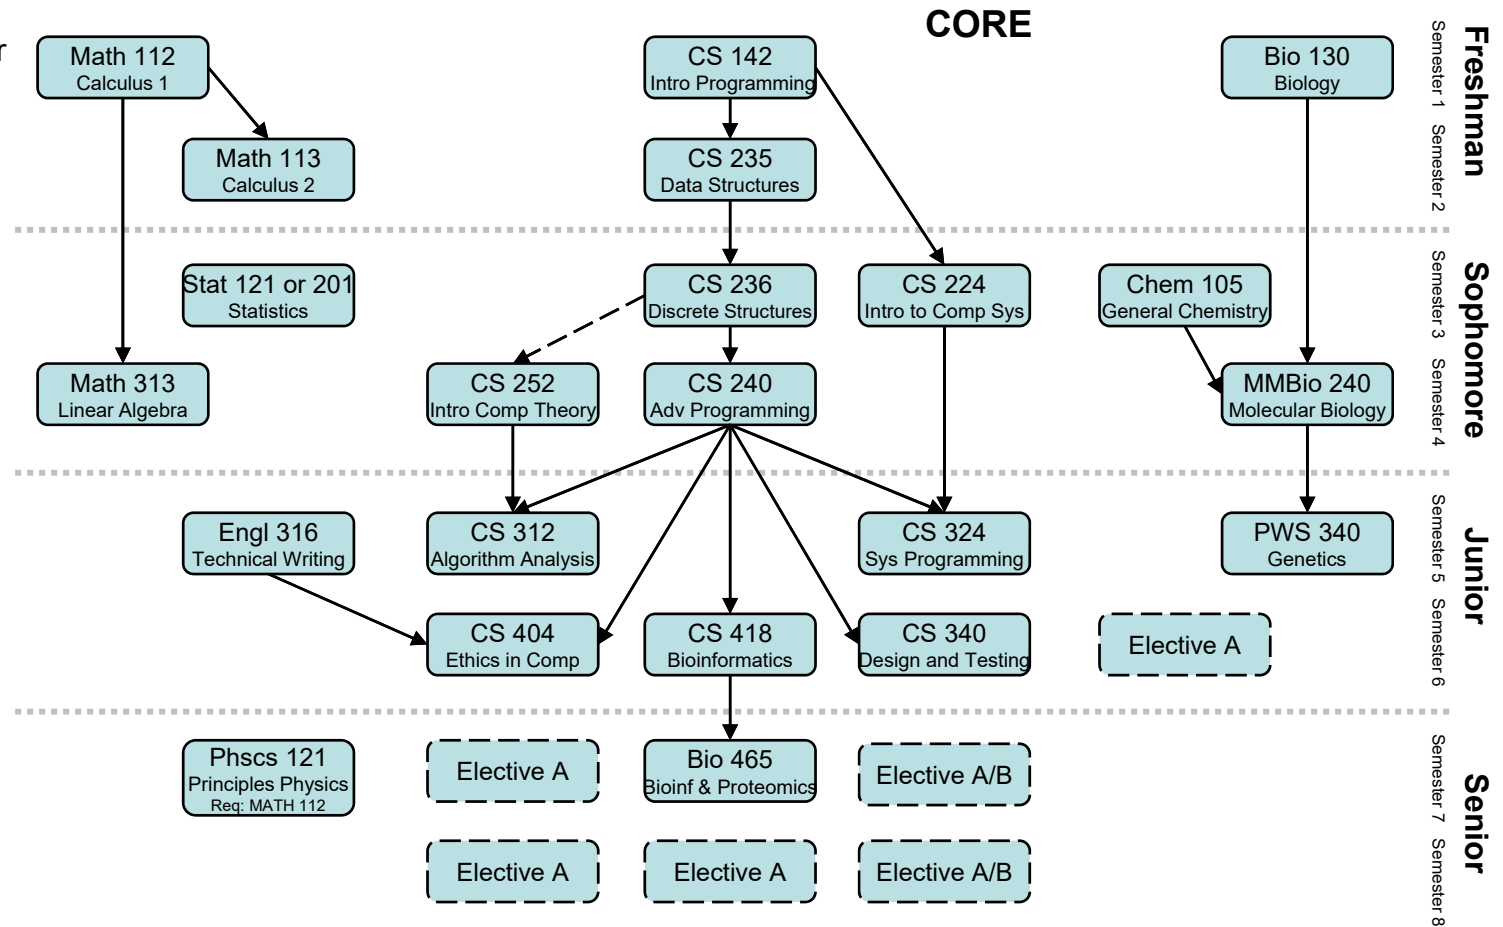 CORE
r
Math 112
Calculus 1
CS 142
Intro Programming
Bio 130
Biology
Semester 1
Freshman
Math 113
Calculus 2
CS 235
Data Structures
Semester 2
Stat 121 or 201
Statistics
CS 236
Discrete Structures
CS 224
Intro to Comp Sys
Chem 105
General Chemistry
Semester 3
Sophomore
Math 313
Linear Algebra
CS 252
Intro Comp Theory
CS 240
Adv Programming
MMBio 240
Molecular Biology
Semester 4
Engl 316
Technical Writing
CS 312
Algorithm Analysis
CS 324
Sys Programming
PWS 340
Genetics
Semester 5
Junior
CS 404
Ethics in Comp
CS 418
Bioinformatics
CS 340
Design and Testing
Elective A
Semester 6
Phscs 121
Principles Physics
Req: MATH 112
Elective A
Bio 465
Bioinf & Proteomics
Elective A/B
Semester 7
Senior
Elective A
Elective A
Elective A/B
Semester 8